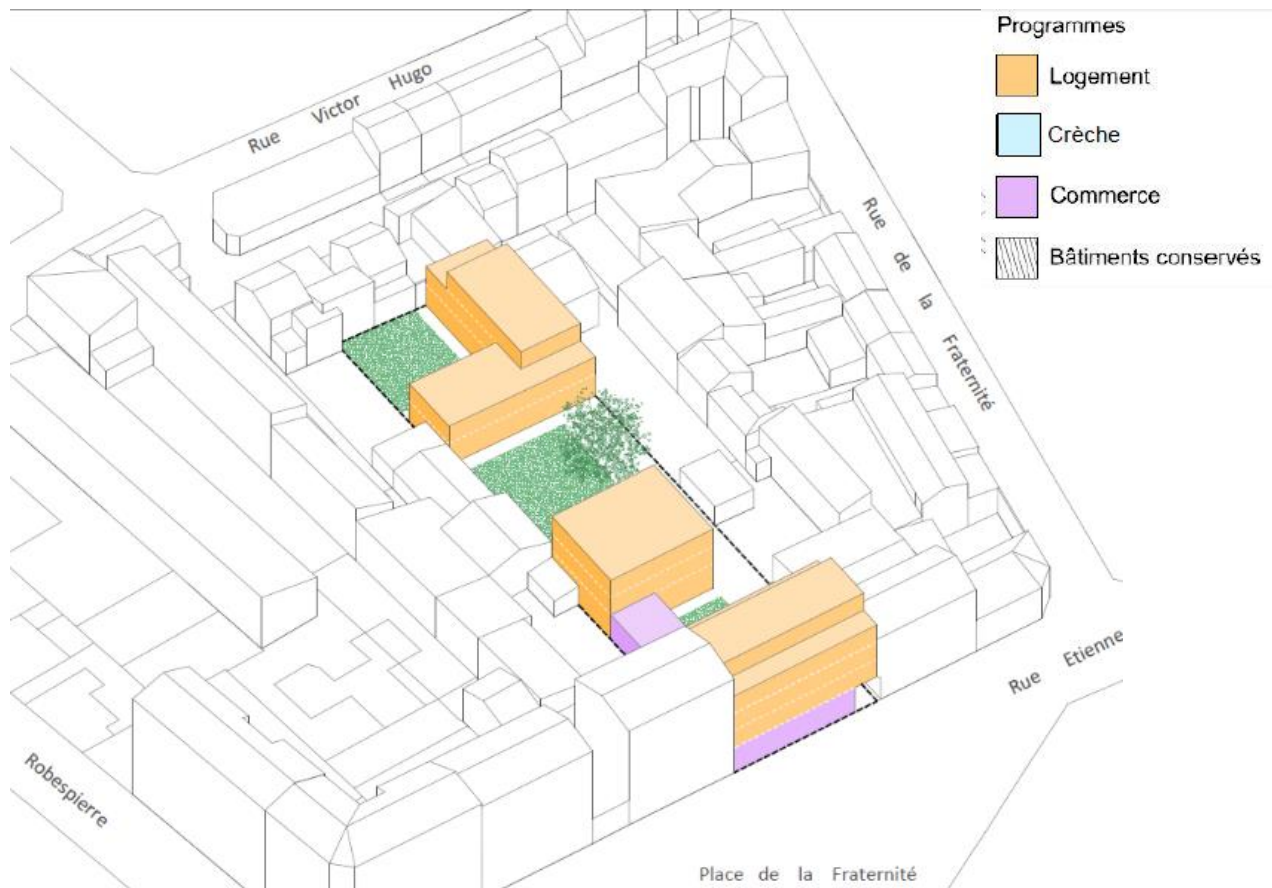 Programmes
Logement
Crèche
Commerce
Bâtiments conservés
Rue Victor Hugo
Rue de la Fraternité
Rue Etienne
Robespierre
Place de la Fraternité